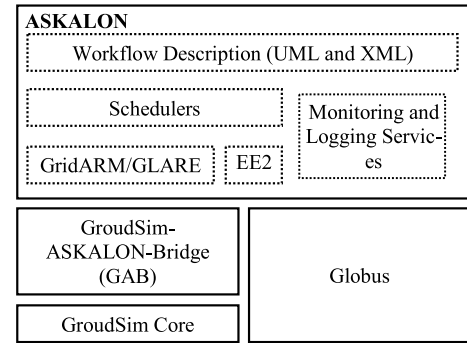 ASKALON
Workflow Description (UML and XML)
Schedulers
Monitoring and
Logging Servic-
es
GridARM/GLARE
EE2
GroudSim-
ASKALON-Bridge
(GAB)
Globus
GroudSim Core